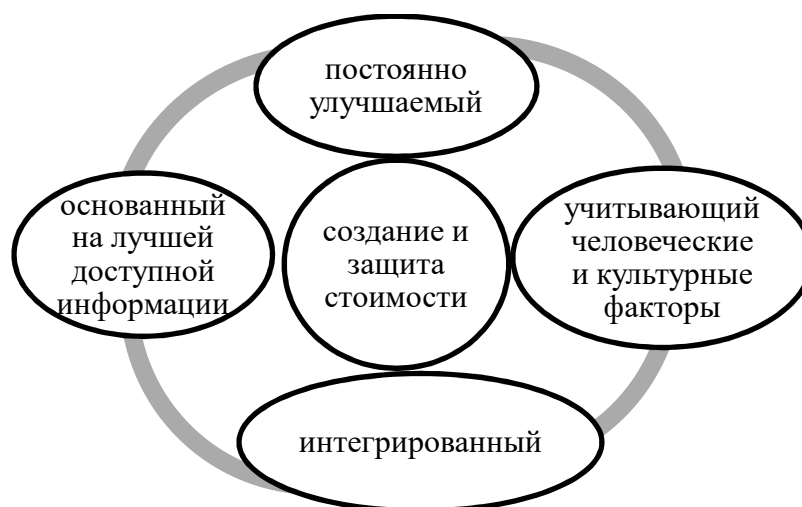 постоянно
улучшаемый
основанный
на лучшей
доступной
информации
создание и
защита
стоимости
учитывающий
человеческие
и культурные
факторы
интегрированный